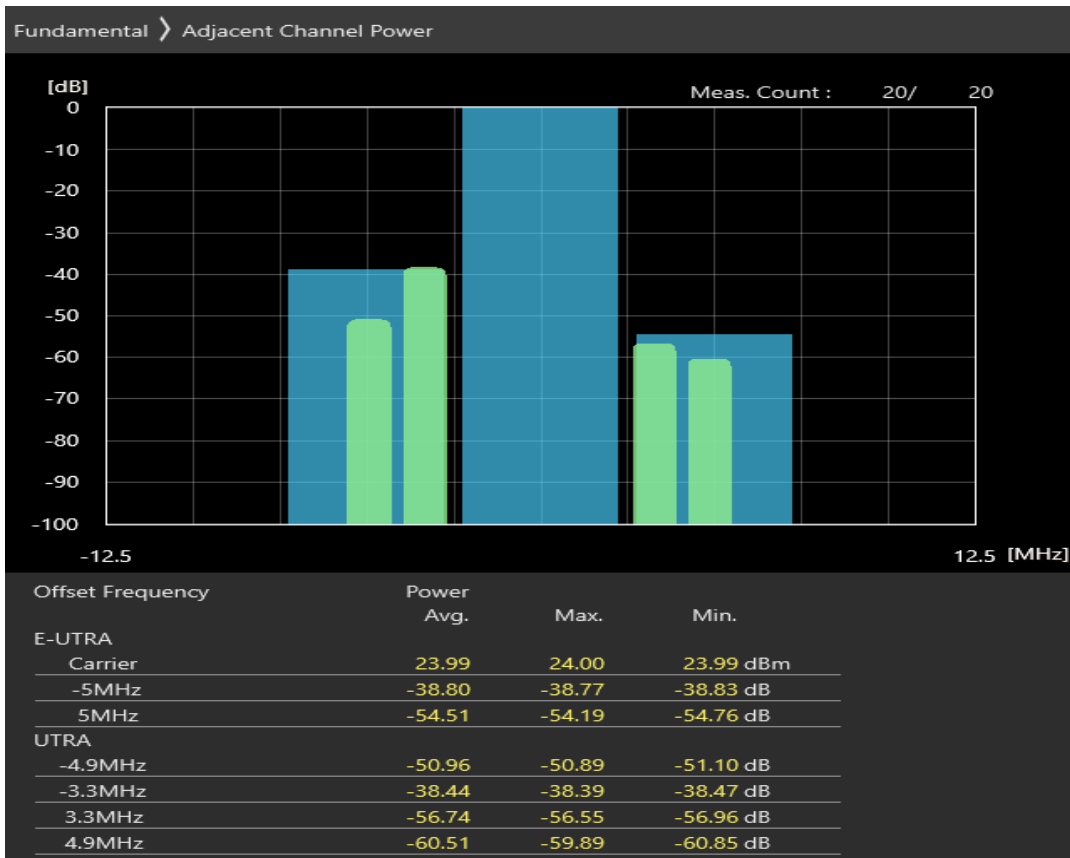 Fundamental ❭ Adjacent Channel Power
[dB]
Meas. Count : 20/ 20
0
-10
-20
-30
-40
-50
-60
-70
-80
-90
-100
-12.5 12.5 [MHz]
Offset Frequency Power
Avg. Max. Min.
E-UTRA
Carrier 23.99 24.00 23.99 dBm
-5MHz -38.80 -38.77 -38.83 dB
5MHz -54.51 -54.19 -54.76 dB
UTRA
-4.9MHz -50.96 -50.89 -51.10 dB
-3.3MHz -38.44 -38.39 -38.47 dB
3.3MHz -56.74 -56.55 -56.96 dB
4.9MHz -60.51 -59.89 -60.85 dB